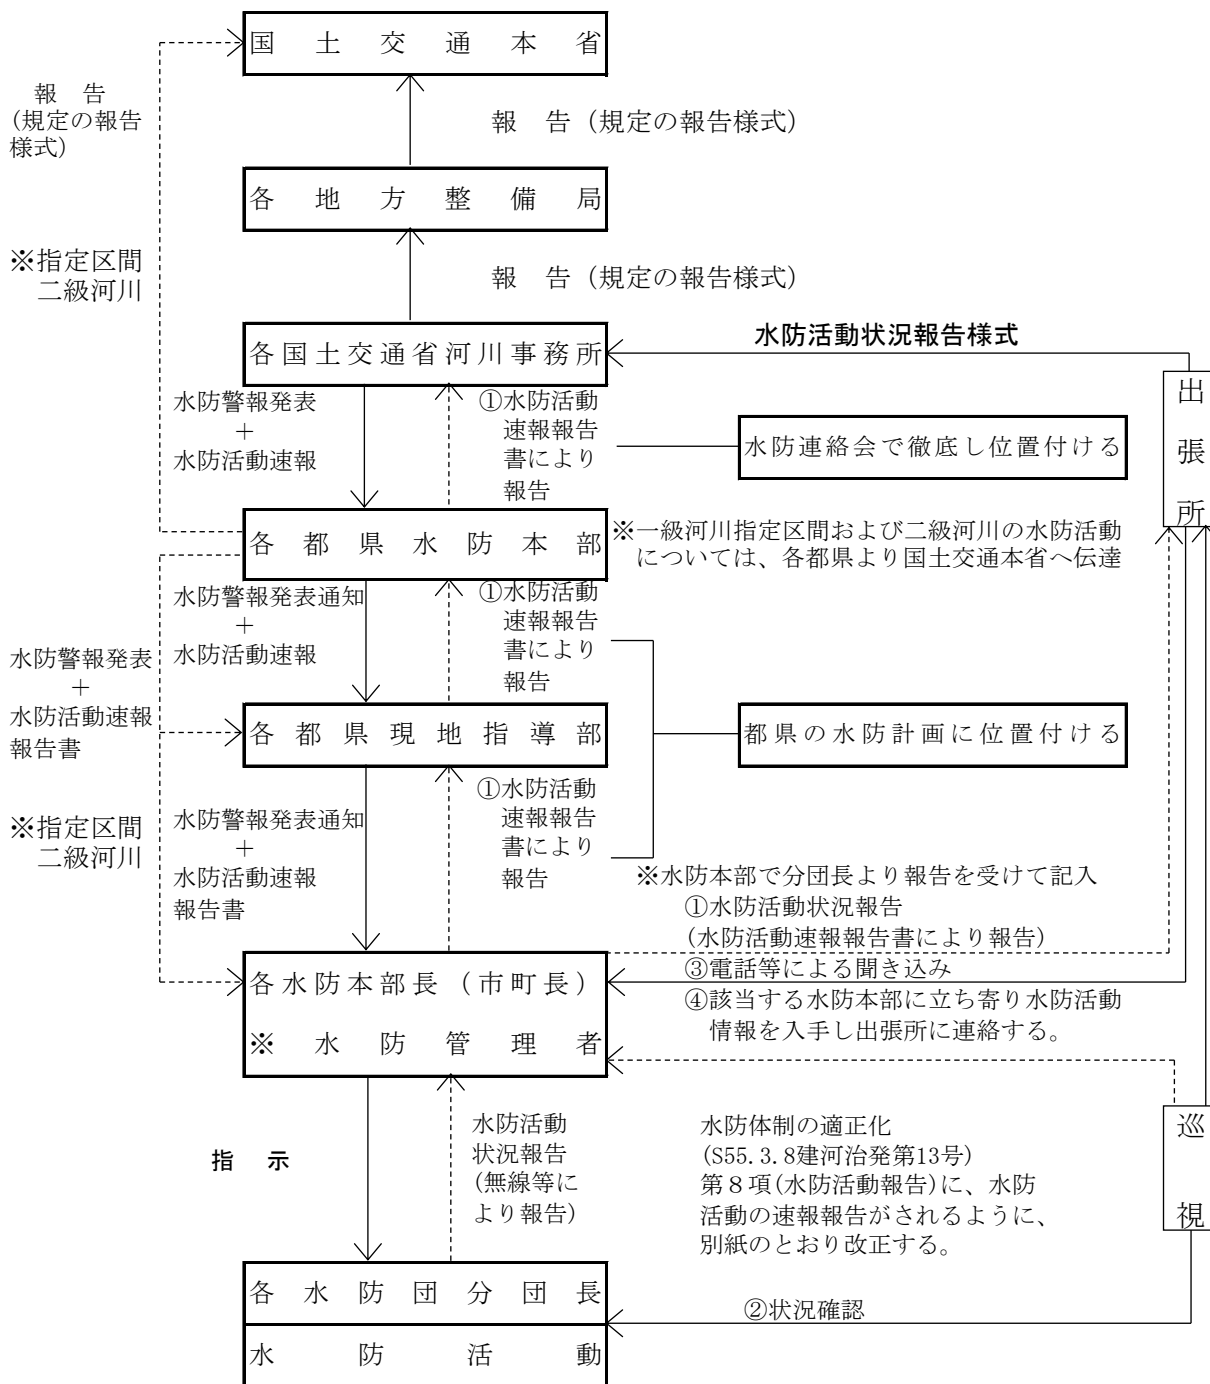 国土交通本省
報　告
(規定の報告
様式)
報　告（規定の報告様式）
各地方整備局
※指定区間
二級河川
報　告（規定の報告様式）
水防活動状況報告様式
各国土交通省河川事務所
出張所
水防警報発表
＋
水防活動速報
①水防活動
速報報告
書により
報告
水防連絡会で徹底し位置付ける
各都県水防本部
※一級河川指定区間および二級河川の水防活動
については、各都県より国土交通本省へ伝達
水防警報発表通知
＋
水防活動速報
①水防活動
速報報告
書により
報告
水防警報発表
＋
水防活動速報
報告書
各都県現地指導部
都県の水防計画に位置付ける
※指定区間
二級河川
水防警報発表通知
＋
水防活動速報
報告書
①水防活動
速報報告
書により
報告
※水防本部で分団長より報告を受けて記入
①水防活動状況報告
(水防活動速報報告書により報告)
③電話等による聞き込み
④該当する水防本部に立ち寄り水防活動
情報を入手し出張所に連絡する。
各水防本部長（市町長）
※水防管理者
指　示
水防活動
状況報告
(無線等に
より報告)
水防体制の適正化
(S55.3.8建河治発第13号)
第８項(水防活動報告)に、水防
活動の速報報告がされるように、
別紙のとおり改正する。
巡視
各水防団分団長
②状況確認
水防活動